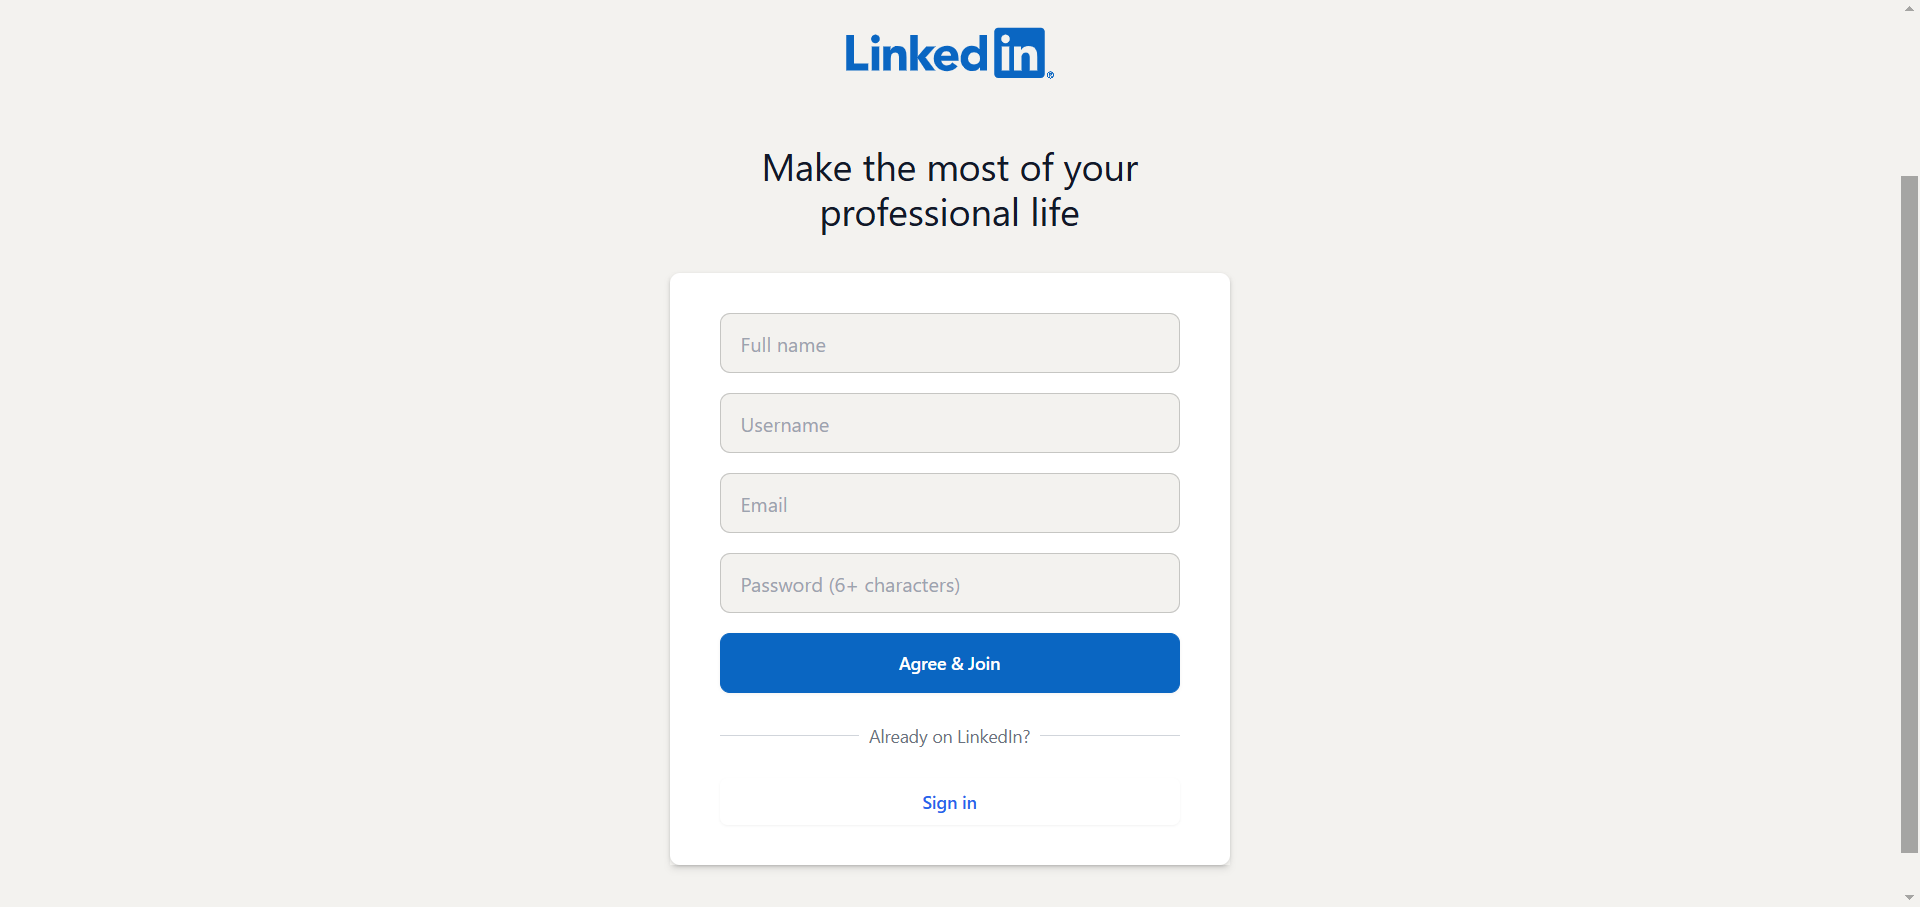 Linkedin®
Make the most of your
professional life
Full name
Username
Email
Password (6+ characters)
Agree & Join
Already on LinkedIn?
Sign in